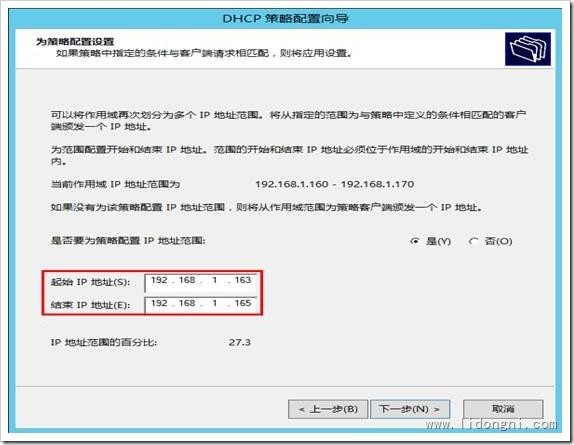 DHCP 策略配置向导
为策略配置设置
如果策略中指定的条件与客户端请求相匹配，则将应用设置。
可以将作用域再次划分为多个 IP 地址范围。将从指定的范围为与策略中定义的条件相匹配的客户
端颁发一个 IP 地址。
为范围配置开始和结束 IP 地址。范围的开始和结束 IP 地址必须位于作用域的开始和结束 IP 地址
内。
当前作用域 IP 地址范围为 192.168.1.160 - 192.168.1.170
如果没有为该策略配置 IP 地址范围，则将从作用域范围为策略客户端颁发一个 IP 地址。
是否要为策略配置 IP 地址范围: 是(Y) 否(O)
起始 IP 地址(S): 192 . 168 . 1 . 163
结束 IP 地址(E): 192 . 168 . 1 . 165
IP 地址范围的百分比: 27.3
< 上一步(B) 下一步(N) > 取消
www.lidongni.com